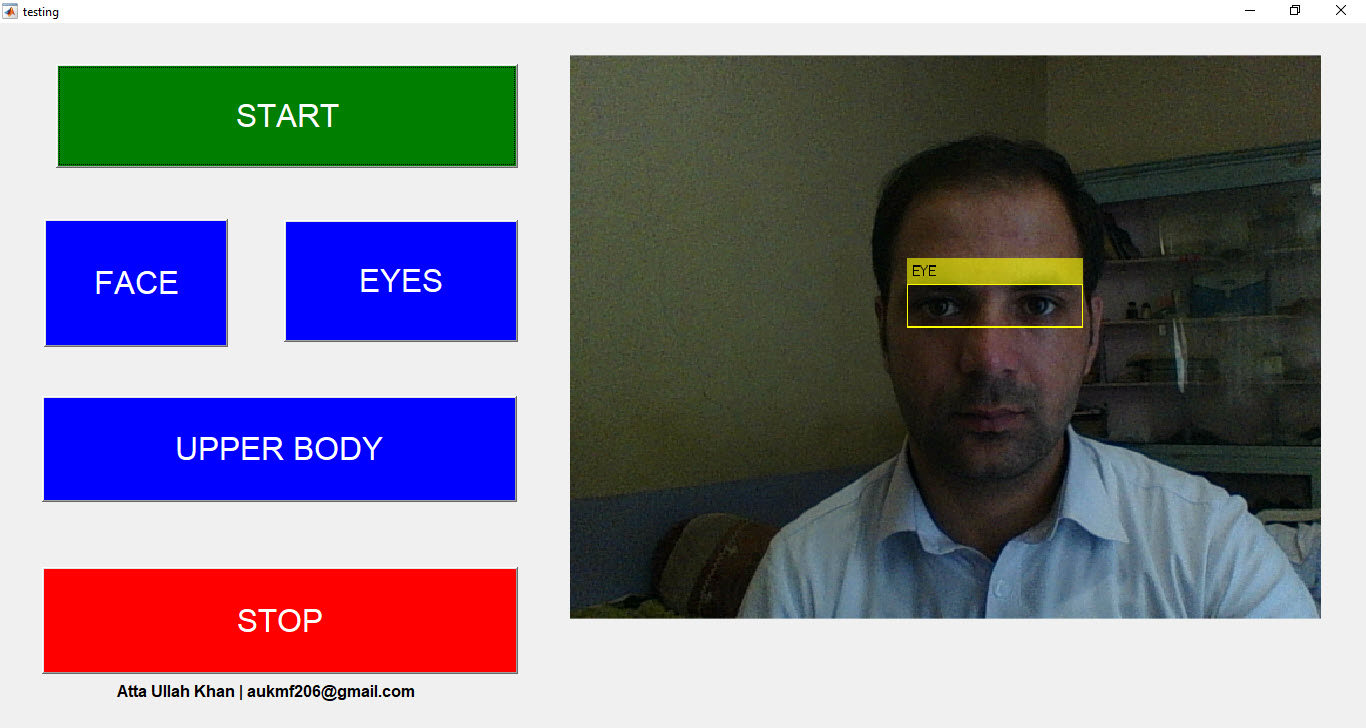 testing
START
FACE
EYES
UPPER BODY
STOP
Atta Ullah Khan | aukmf206@gmail.com
EYE